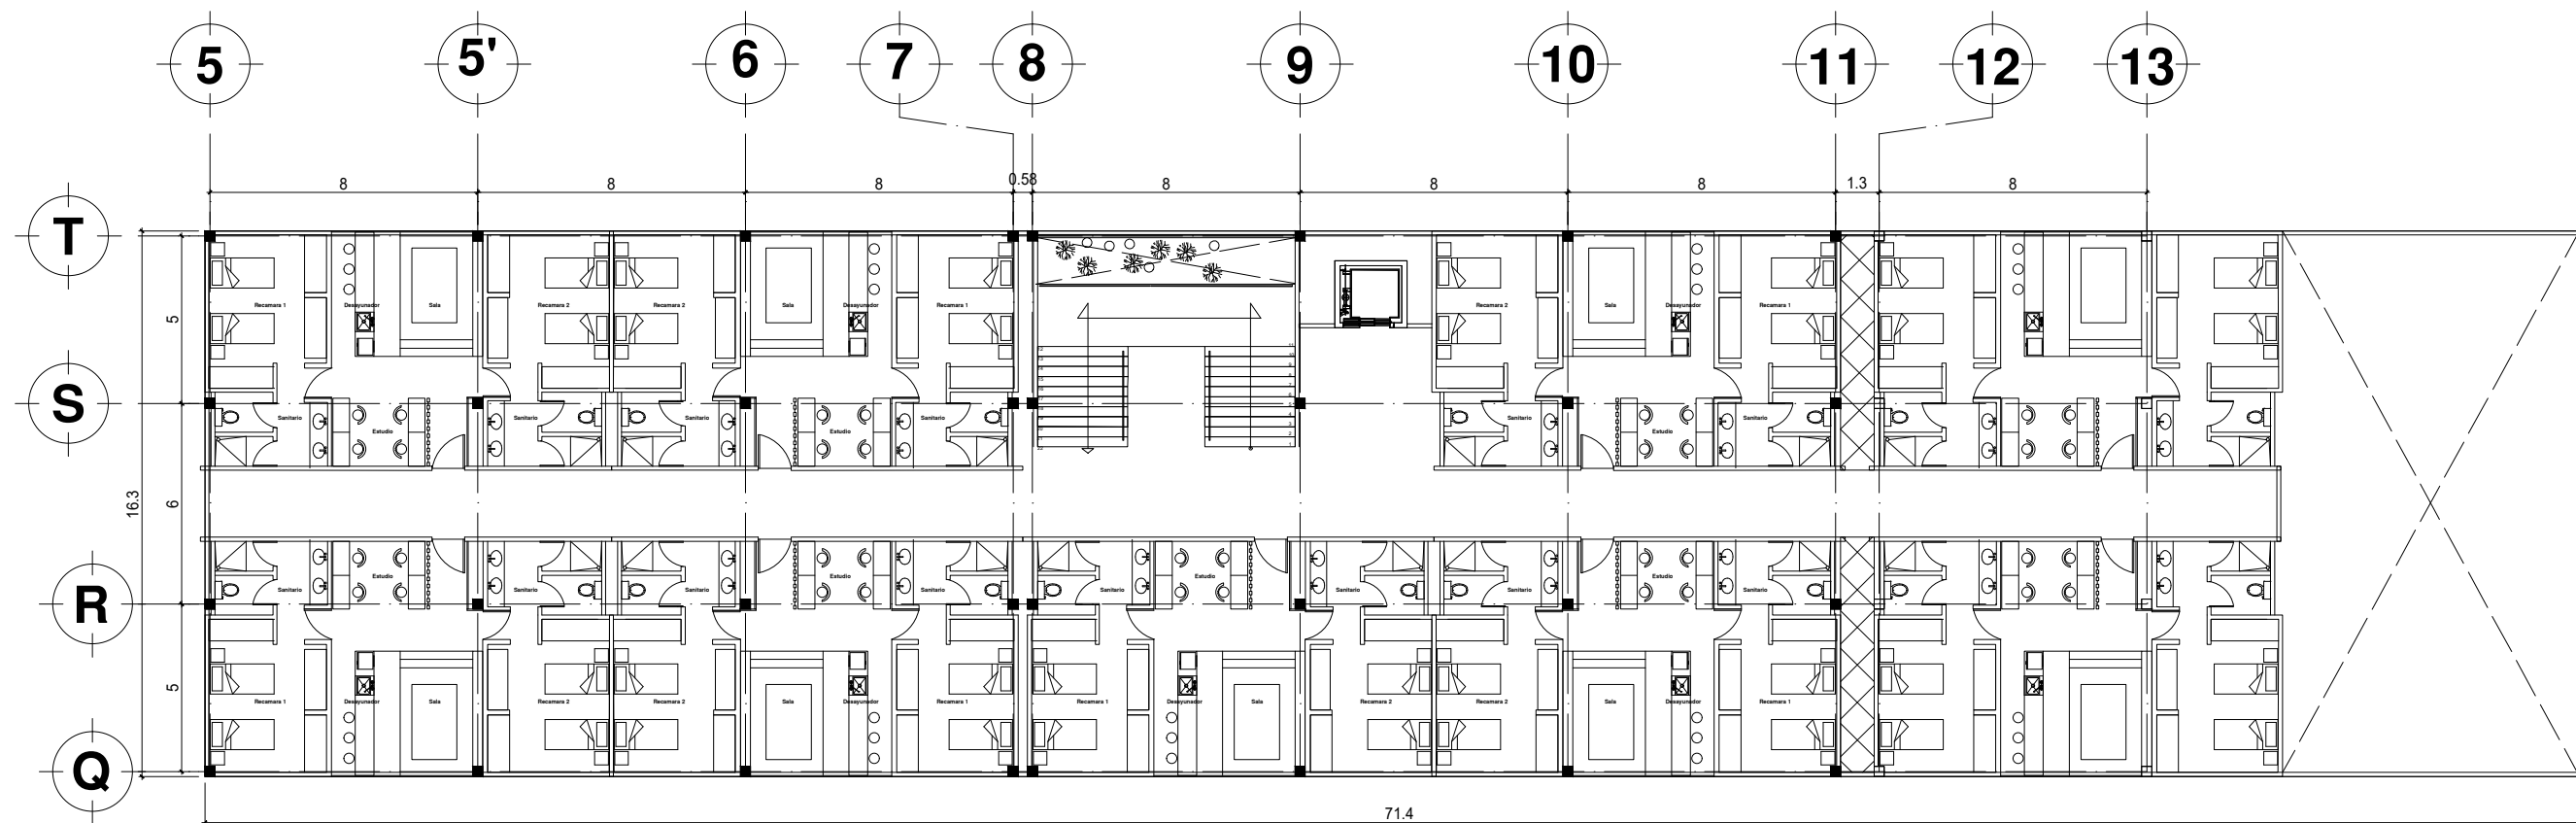 5 5' 6 7 8 9 10 11 12 13
8 8 8 0.58 8 8 8 1.3 8
T
Recamara 1 Desayunador Sala Recamara 2 Recamara 2 Sala Desayunador Recamara 1 Recamara 2 Sala Desayunador Recamara 1
5
S
Sanitario Sanitario Sanitario Sanitario Sanitario Sanitario
Estudio Estudio Estudio
16.3
6
Estudio Estudio Estudio Estudio
Sanitario Sanitario Sanitario Sanitario Sanitario Sanitario Sanitario Sanitario
R
5
Recamara 1 Desayunador Sala Recamara 2 Recamara 2 Sala Desayunador Recamara 1 Recamara 1 Desayunador Sala Recamara 2 Recamara 2 Sala Desayunador Recamara 1
Q
71.4